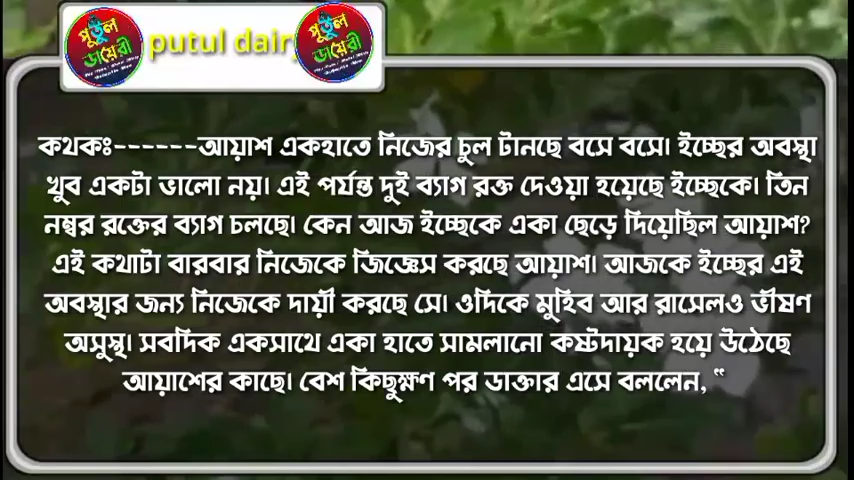 পুতুল ডায়েরী
putul dairy
পুতুল ডায়েরী
কথকঃ------আয়াশ একহাতে নিজের চুল টানছে বসে বসে। ইচ্ছের অবস্থা
খুব একটা ভালো নয়। এই পর্যন্ত দুই ব্যাগ রক্ত দেওয়া হয়েছে ইচ্ছেকে। তিন
নম্বর রক্তের ব্যাগ চলছে। কেন আজ ইচ্ছেকে একা ছেড়ে দিয়েছিল আয়াশ?
এই কথাটা বারবার নিজেকে জিজ্ঞেস করছে আয়াশ। আজকে ইচ্ছের এই
অবস্থার জন্য নিজেকে দায়ী করছে সে। ওদিকে মুহিব আর রাসেলও ভীষণ
অসুস্থ। সবদিক একসাথে একা হাতে সামলানো কষ্টদায়ক হয়ে উঠেছে
আয়াশের কাছে। বেশ কিছুক্ষণ পর ডাক্তার এসে বললেন, “